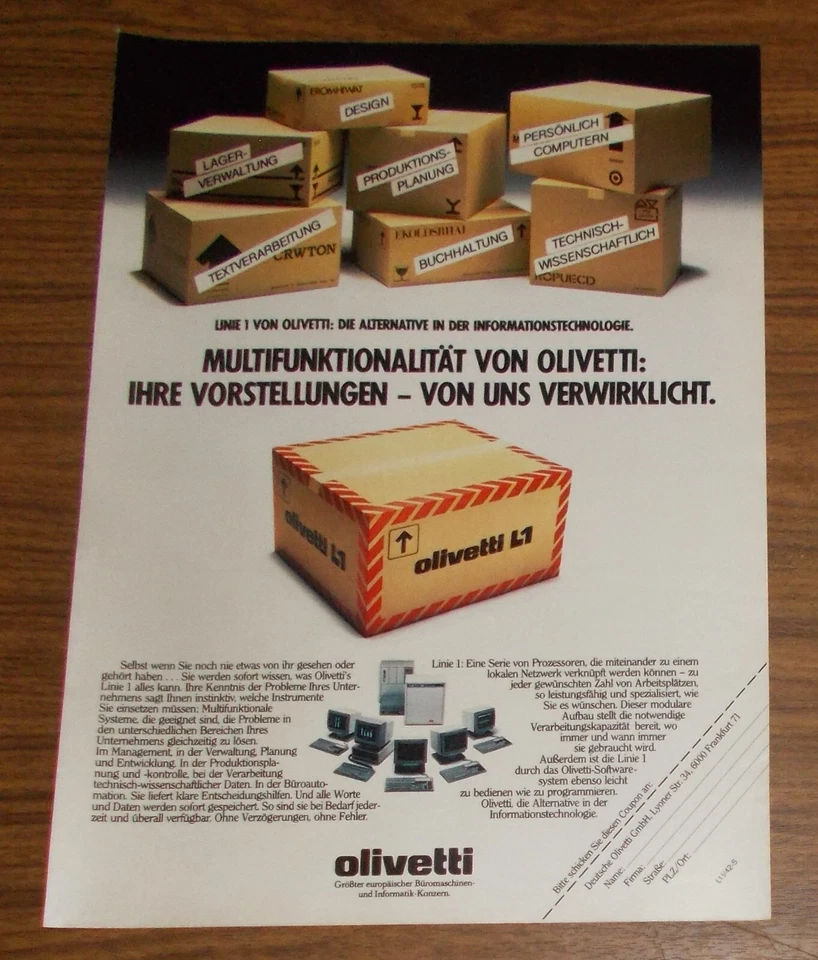 DESIGN
LAGER-
VERWALTUNG
PRODUKTIONS-
PLANUNG
PERSÖNLICH
COMPUTERN
TEXTVERARBEITUNG
CRWTON
BUCHHALTUNG
TECHNISCH-
WISSENSCHAFTLICH
LINIE 1 VON OLIVETTI: DIE ALTERNATIVE IN DER INFORMATIONSTECHNOLOGIE.
MULTIFUNKTIONALITÄT VON OLIVETTI:
IHRE VORSTELLUNGEN – VON UNS VERWIRKLICHT.
olivetti L1
olivetti L1
Selbst wenn Sie noch nie etwas von ihr gesehen oder
gehört haben . . . Sie werden sofort wissen, was Olivetti's
Linie 1 alles kann. Ihre Kenntnis der Probleme Ihres Unter-
nehmens sagt Ihnen instinktiv, welche Instrumente
Sie einsetzen müssen: Multifunktionale
Systeme, die geeignet sind, die Probleme in
den unterschiedlichen Bereichen Ihres
Unternehmens gleichzeitig zu lösen.
Im Management, in der Verwaltung, Planung
und Entwicklung. In der Produktionspla-
nung und -kontrolle, bei der Verarbeitung
technisch-wissenschaftlicher Daten. In der Büroauto-
mation. Sie liefert klare Entscheidungshilfen. Und alle Worte
und Daten werden sofort gespeichert. So sind sie bei Bedarf jeder-
zeit und überall verfügbar. Ohne Verzögerungen, ohne Fehler.
Linie 1: Eine Serie von Prozessoren, die miteinander zu einem
lokalen Netzwerk verknüpft werden können – zu
jeder gewünschten Zahl von Arbeitsplätzen,
so leistungsfähig und spezialisiert, wie
Sie es wünschen. Dieser modulare
Aufbau stellt die notwendige
Verarbeitungskapazität bereit, wo
immer und wann immer
sie gebraucht wird.
Außerdem ist die Linie 1
durch das Olivetti-Software-
system ebenso leicht
zu bedienen wie zu programmieren.
Olivetti, die Alternative in der
Informationstechnologie.
Bitte schicken Sie diesen Coupon an:
Deutsche Olivetti GmbH, Lyoner Str. 34, 6000 Frankfurt 71
Name:
Firma:
Straße:
PLZ/Ort:
olivetti
Größter europäischer Büromaschinen-
und Informatik-Konzern.